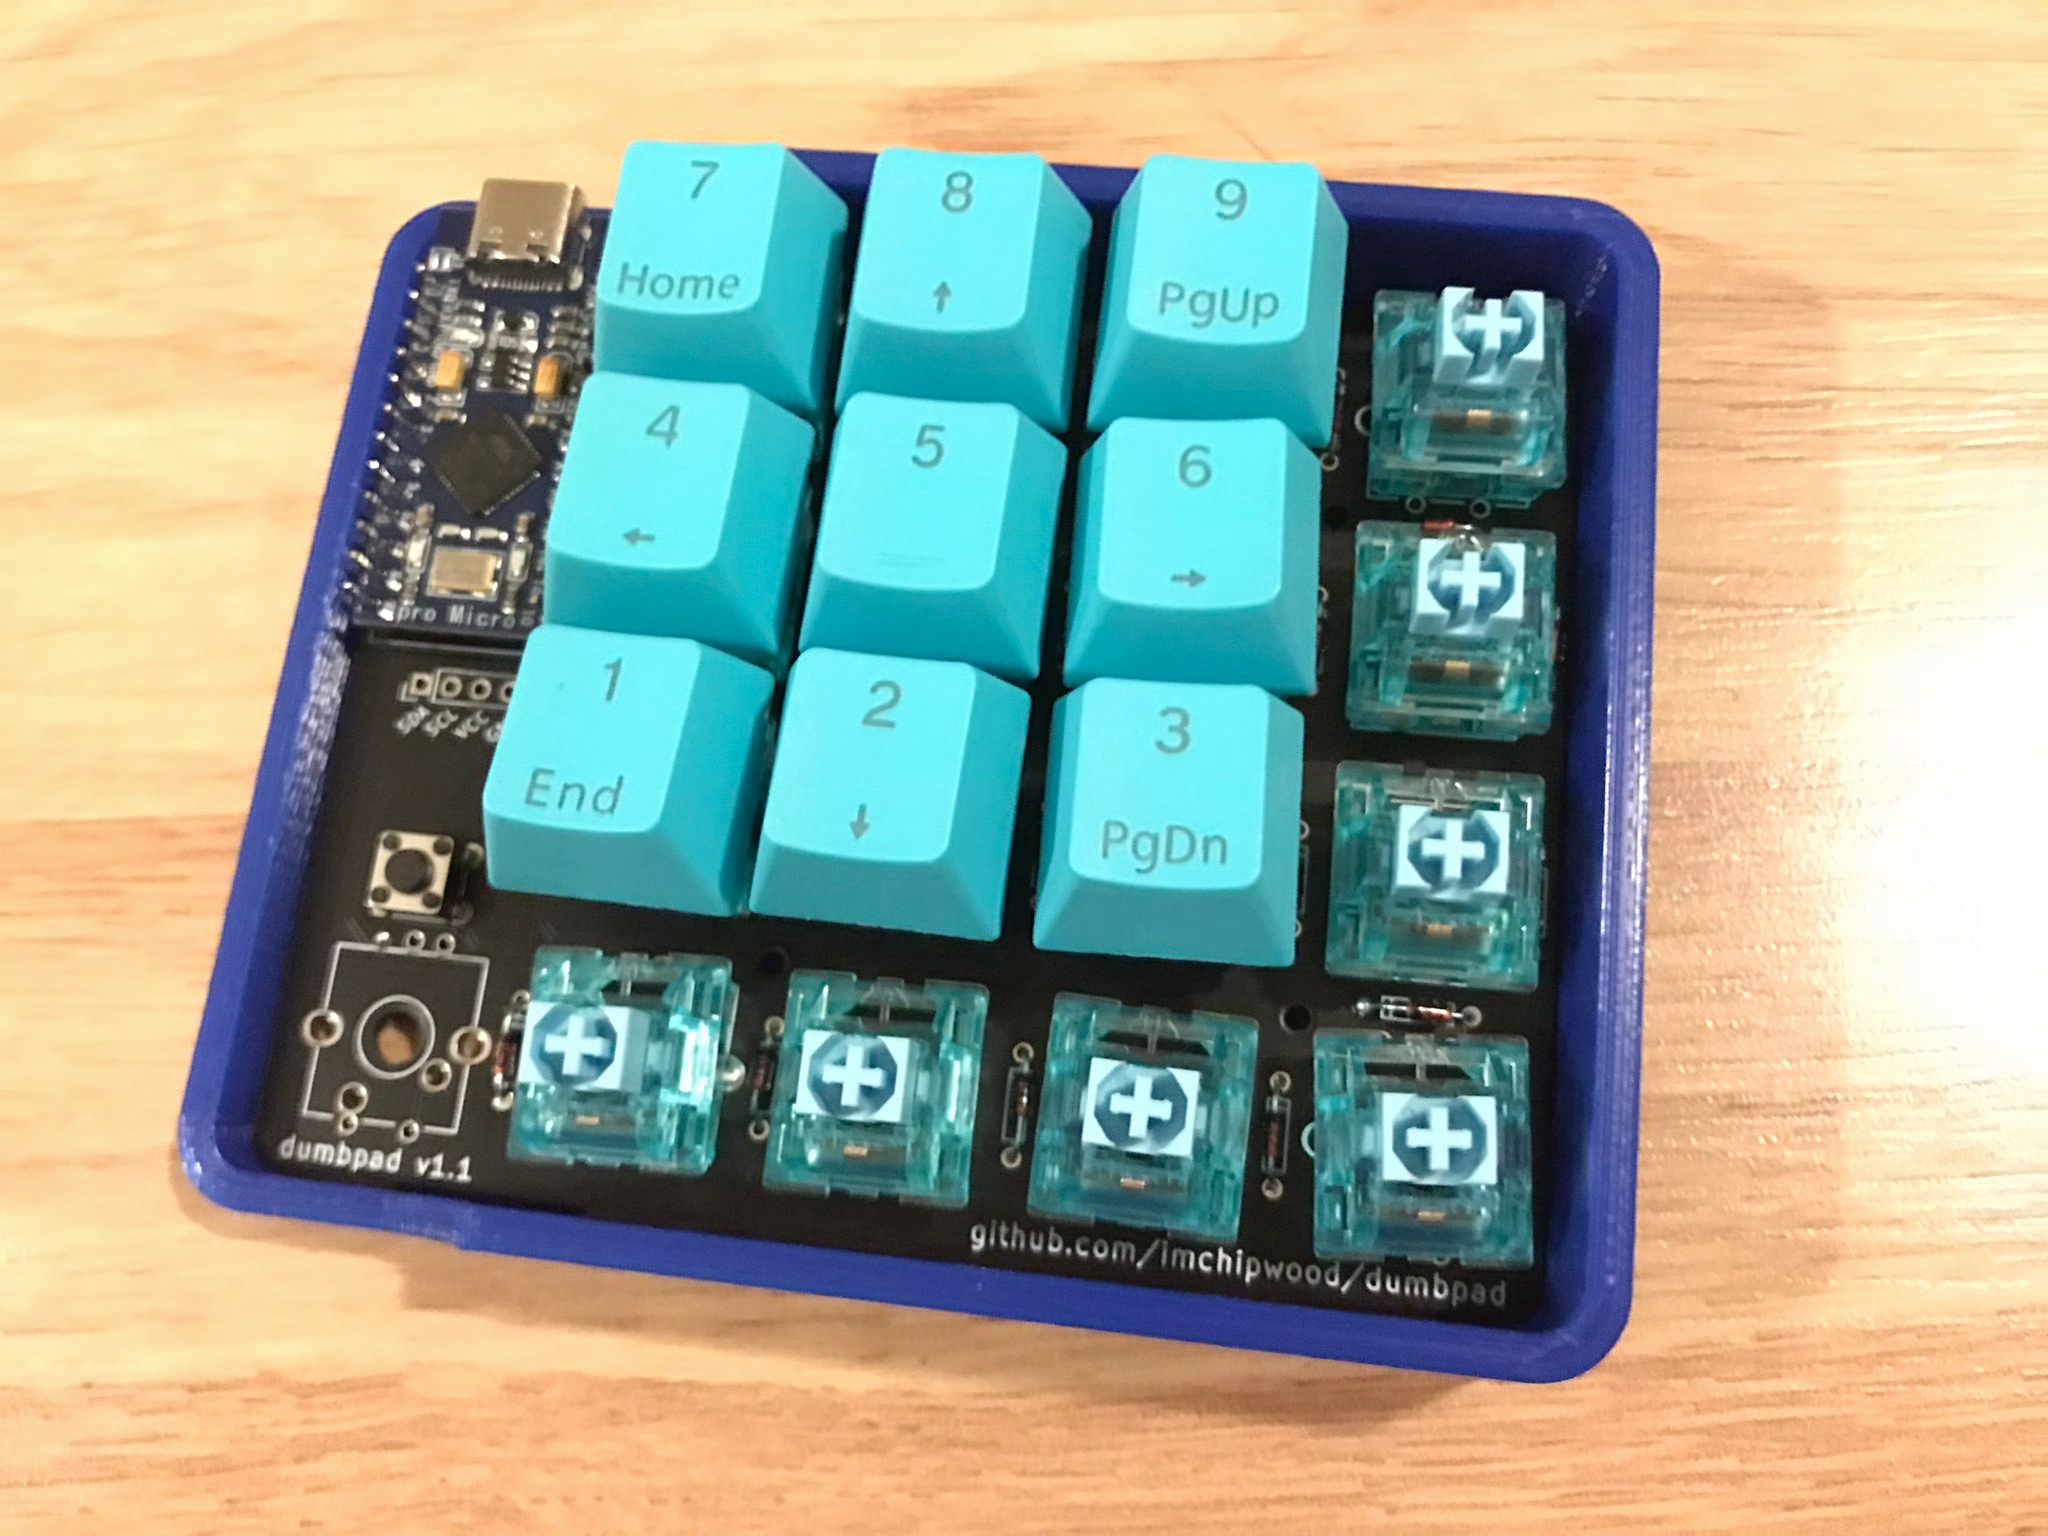 7
Home
8
↑
9
PgUp
4
←
5
6
→
pro Micro
1
End
2
↓
3
PgDn
dumbpad v1.1
github.com/imchipwood/dumbpad